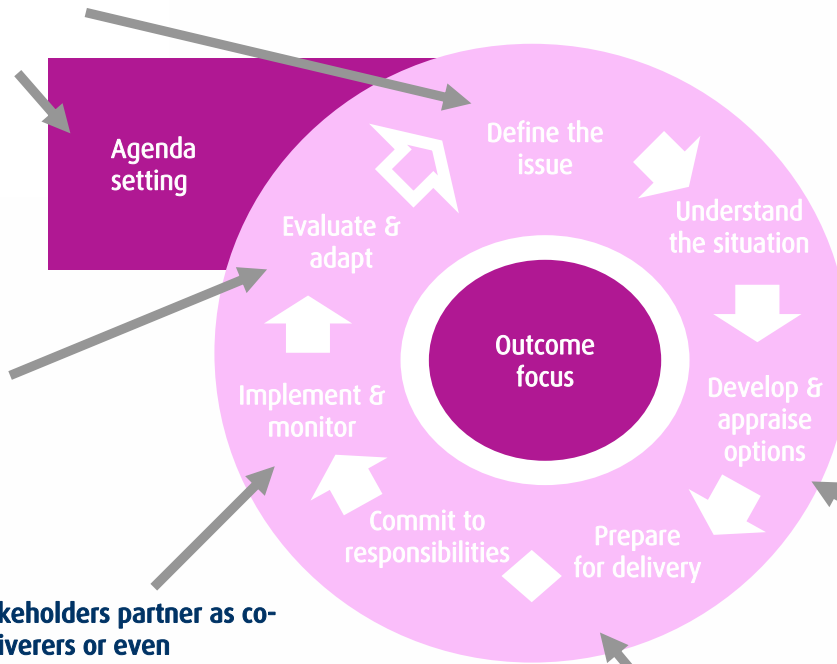 Agenda
setting
Define the
issue
Understand
the situation
Develop &
appraise
options
Prepare
for delivery
Commit to
responsibilities
Implement &
monitor
Evaluate &
adapt
Outcome
focus
keholders partner as co-
iverers or even